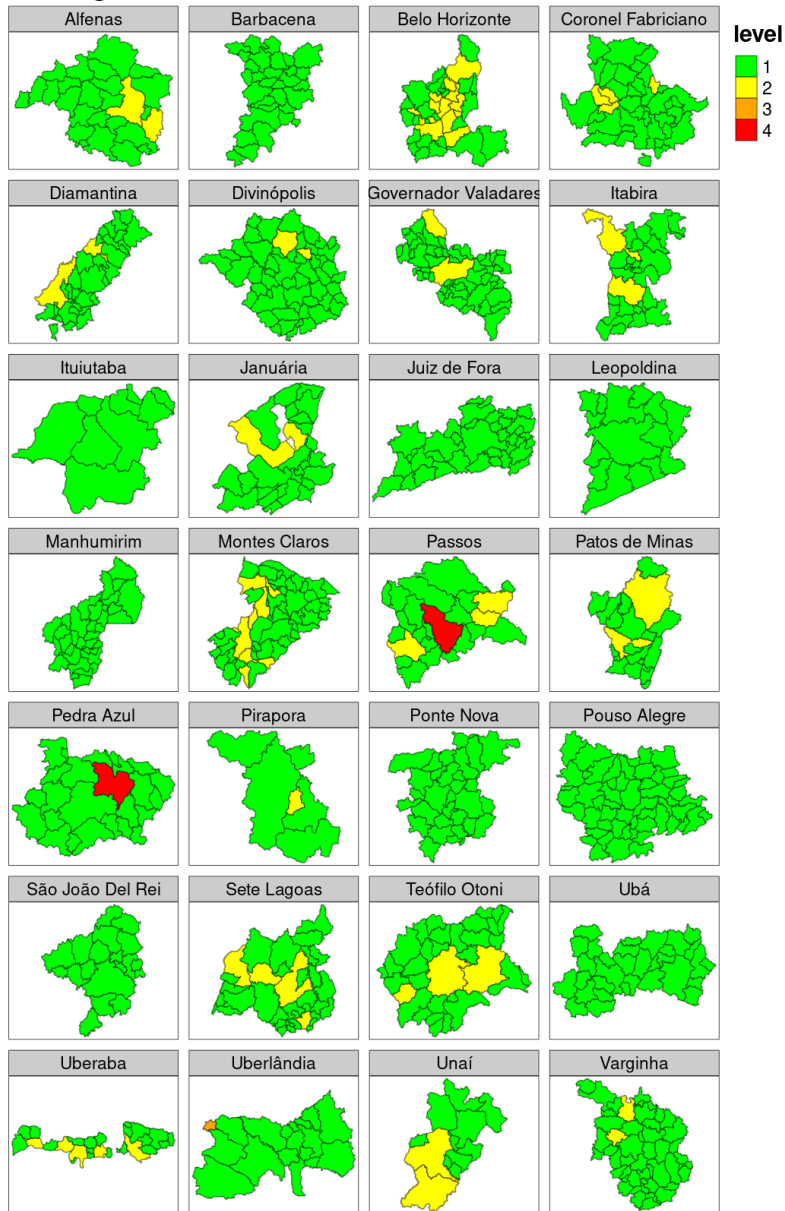 Alfenas
Barbacena
Belo Horizonte
Coronel Fabriciano
level
1
2
3
4
Diamantina
Divinópolis
Governador Valadares
Itabira
Ituiutaba
Januária
Juiz de Fora
Leopoldina
Manhumirim
Montes Claros
Passos
Patos de Minas
Pedra Azul
Pirapora
Ponte Nova
Pouso Alegre
São João Del Rei
Sete Lagoas
Teófilo Otoni
Ubá
Uberaba
Uberlândia
Unaí
Varginha